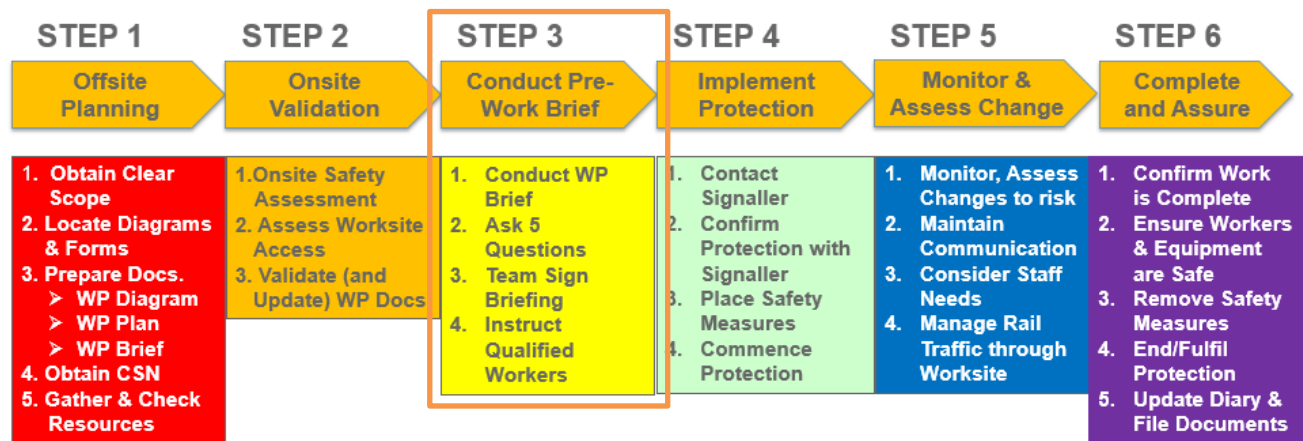 STEP 1
Offsite
Planning
1. Obtain Clear
Scope
2. Locate Diagrams
& Forms
3. Prepare Docs.
➢ WP Diagram
➢ WP Plan
➢ WP Brief
4. Obtain CSN
5. Gather & Check
Resources
STEP 2
Onsite
Validation
1.Onsite Safety
Assessment
2. Assess Worksite
Access
3. Validate (and
Update) WP Docs
STEP 3
Conduct Pre-
Work Brief
1. Conduct WP
Brief
2. Ask 5
Questions
3. Team Sign
Briefing
4. Instruct
Qualified
Workers
STEP 4
Implement
Protection
1. Contact
Signaller
2. Confirm
Protection with
Signaller
3. Place Safety
Measures
4. Commence
Protection
STEP 5
Monitor &
Assess Change
1. Monitor, Assess
Changes to risk
2. Maintain
Communication
3. Consider Staff
Needs
4. Manage Rail
Traffic through
Worksite
STEP 6
Complete
and Assure
1. Confirm Work
is Complete
2. Ensure Workers
& Equipment
are Safe
3. Remove Safety
Measures
4. End/Fulfil
Protection
5. Update Diary &
File Documents